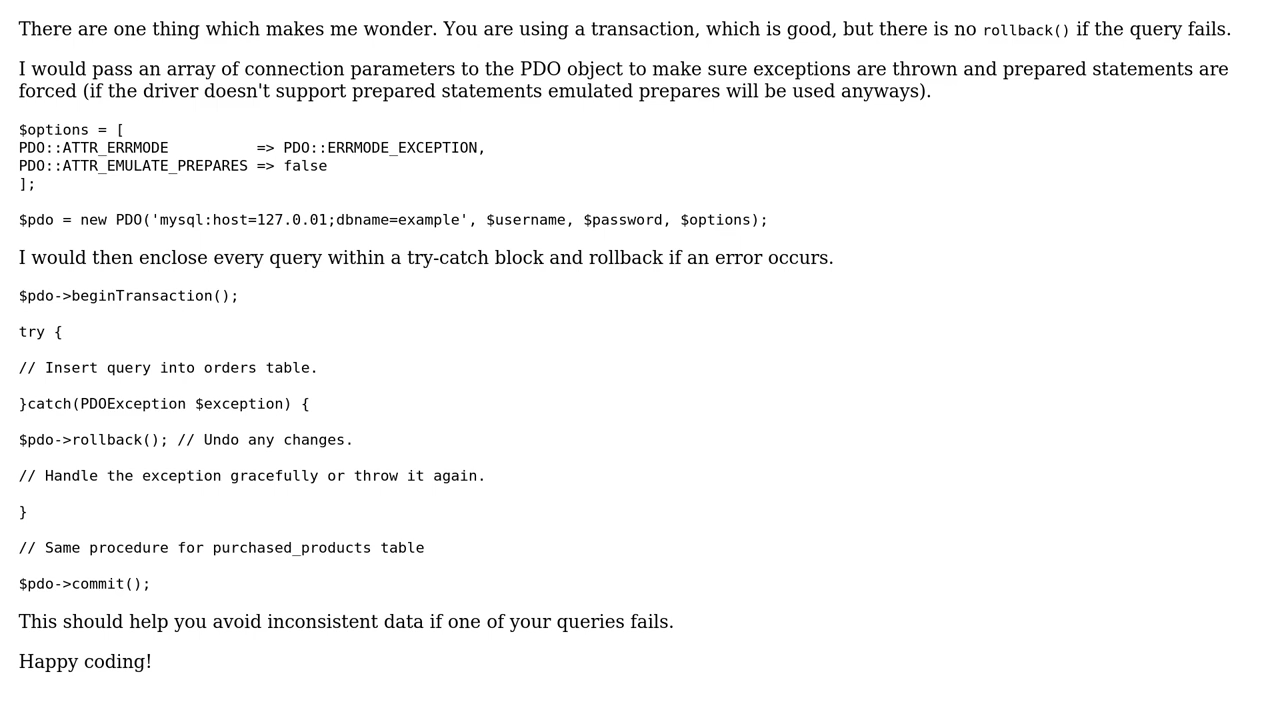 There are one thing which makes me wonder. You are using a transaction, which is good, but there is no rollback() if the query fails.
I would pass an array of connection parameters to the PDO object to make sure exceptions are thrown and prepared statements are
forced (if the driver doesn't support prepared statements emulated prepares will be used anyways).
$options = [
PDO::ATTR_ERRMODE          => PDO::ERRMODE_EXCEPTION,
PDO::ATTR_EMULATE_PREPARES => false
];
$pdo = new PDO('mysql:host=127.0.01;dbname=example', $username, $password, $options);
I would then enclose every query within a try-catch block and rollback if an error occurs.
$pdo->beginTransaction();
try {
// Insert query into orders table.
}catch(PDOException $exception) {
$pdo->rollback(); // Undo any changes.
// Handle the exception gracefully or throw it again.
}
// Same procedure for purchased_products table
$pdo->commit();
This should help you avoid inconsistent data if one of your queries fails.
Happy coding!